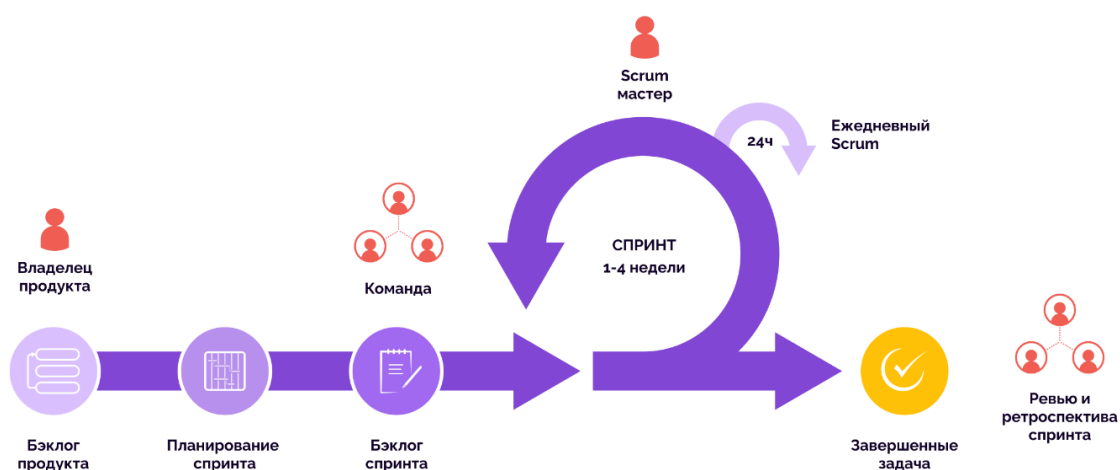 Scrum
мастер
24ч
Ежедневный
Scrum
СПРИНТ
1-4 недели
Владелец
продукта
Команда
Бэклог
продукта
Планирование
спринта
Бэклог
спринта
Завершенные
задача
Ревью и
ретроспектива
спринта